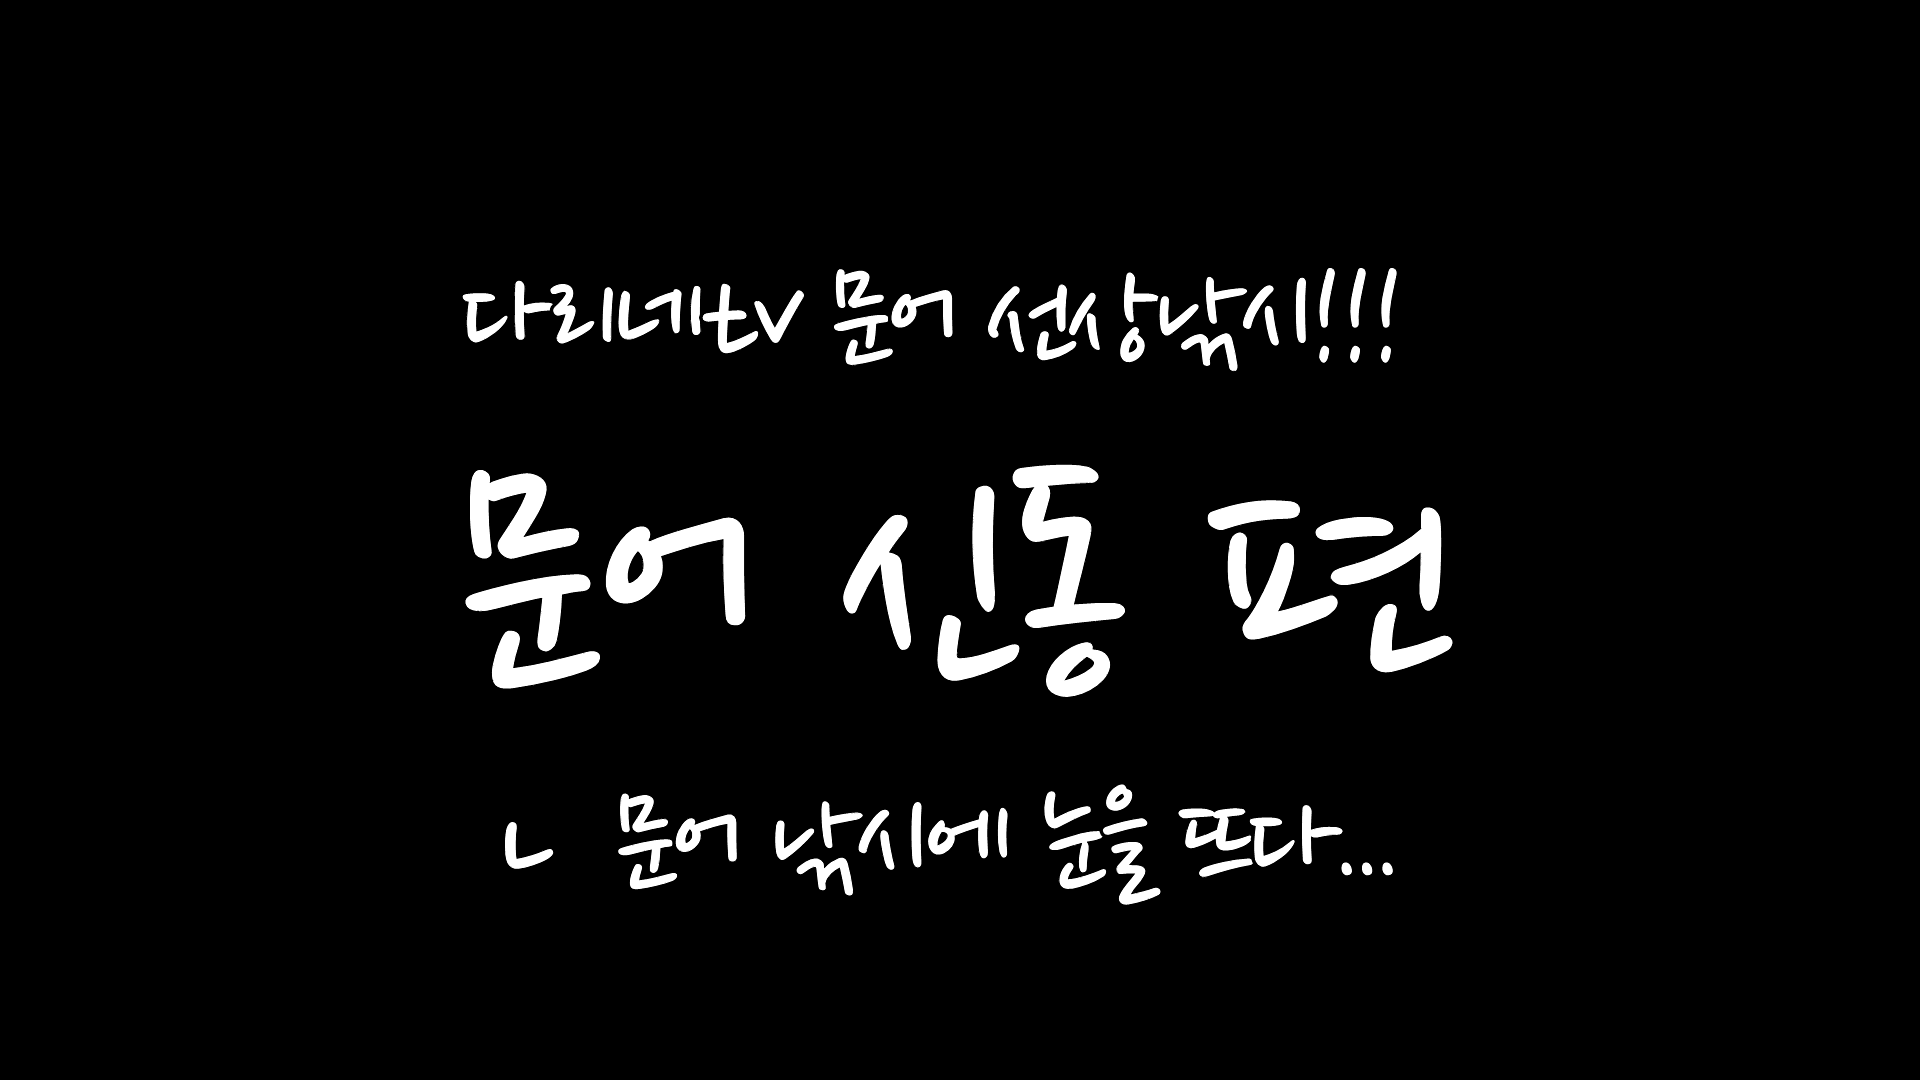 다리네tv 문어 선상낚시!!!
문어 신동 편
ㄴ 문어 낚시에 눈을 뜨다...